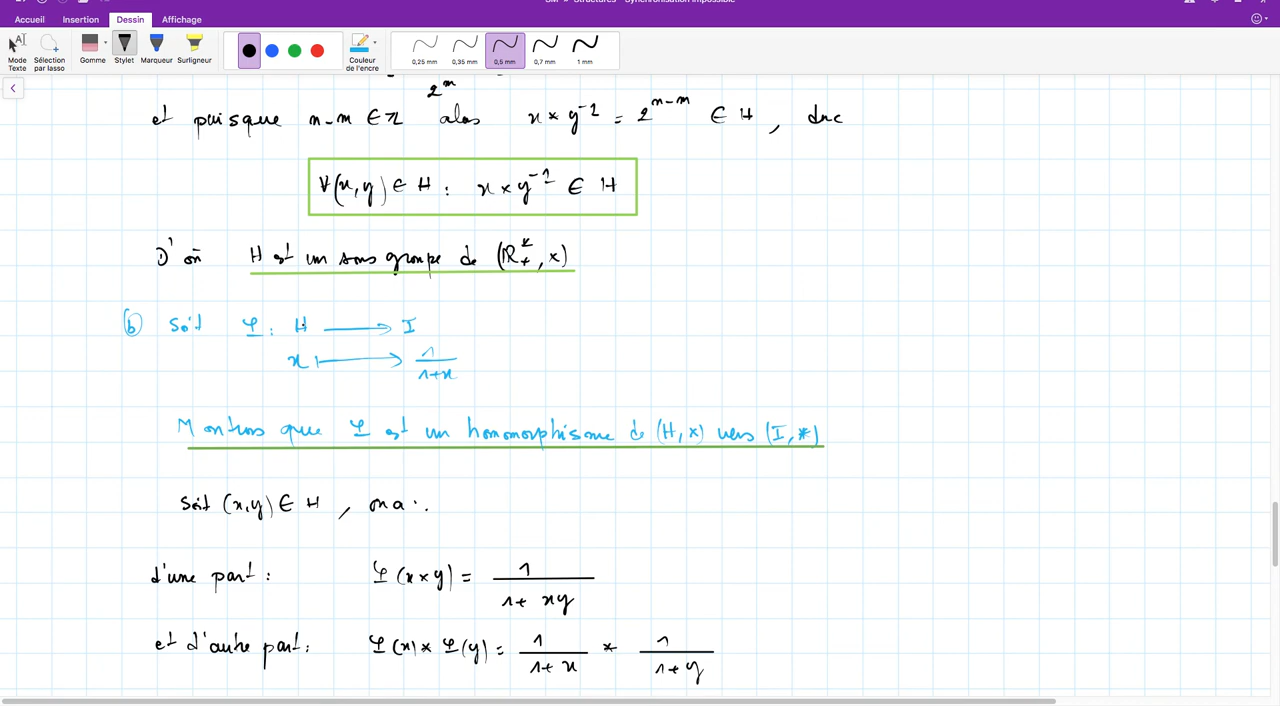 Accueil Insertion Dessin Affichage
Mode Texte
Sélection par lasso
Gomme
Stylet
Marqueur
Surligneur
Couleur de l'encre
0,25 mm 0,35 mm 0,5 mm 0,7 mm 1 mm
2^m
et puisque n-m ∈ Z alos x × y^-1 = 2^n-m ∈ H , donc
∀(x,y) ∈ H : x × y^-1 ∈ H
D'où H est un sous groupe de (ℝ*₊, ×)
(b) Soit φ : H → I
x ↦ 1/(1+x)
Montrons que φ est un homomorphisme de (H,×) vers (I,*)
Soit (x,y) ∈ H , on a :
d'une part : φ(x×y) = 1/(1+xy)
et d'autre part : φ(x) * φ(y) = 1/(1+x) * 1/(1+y)